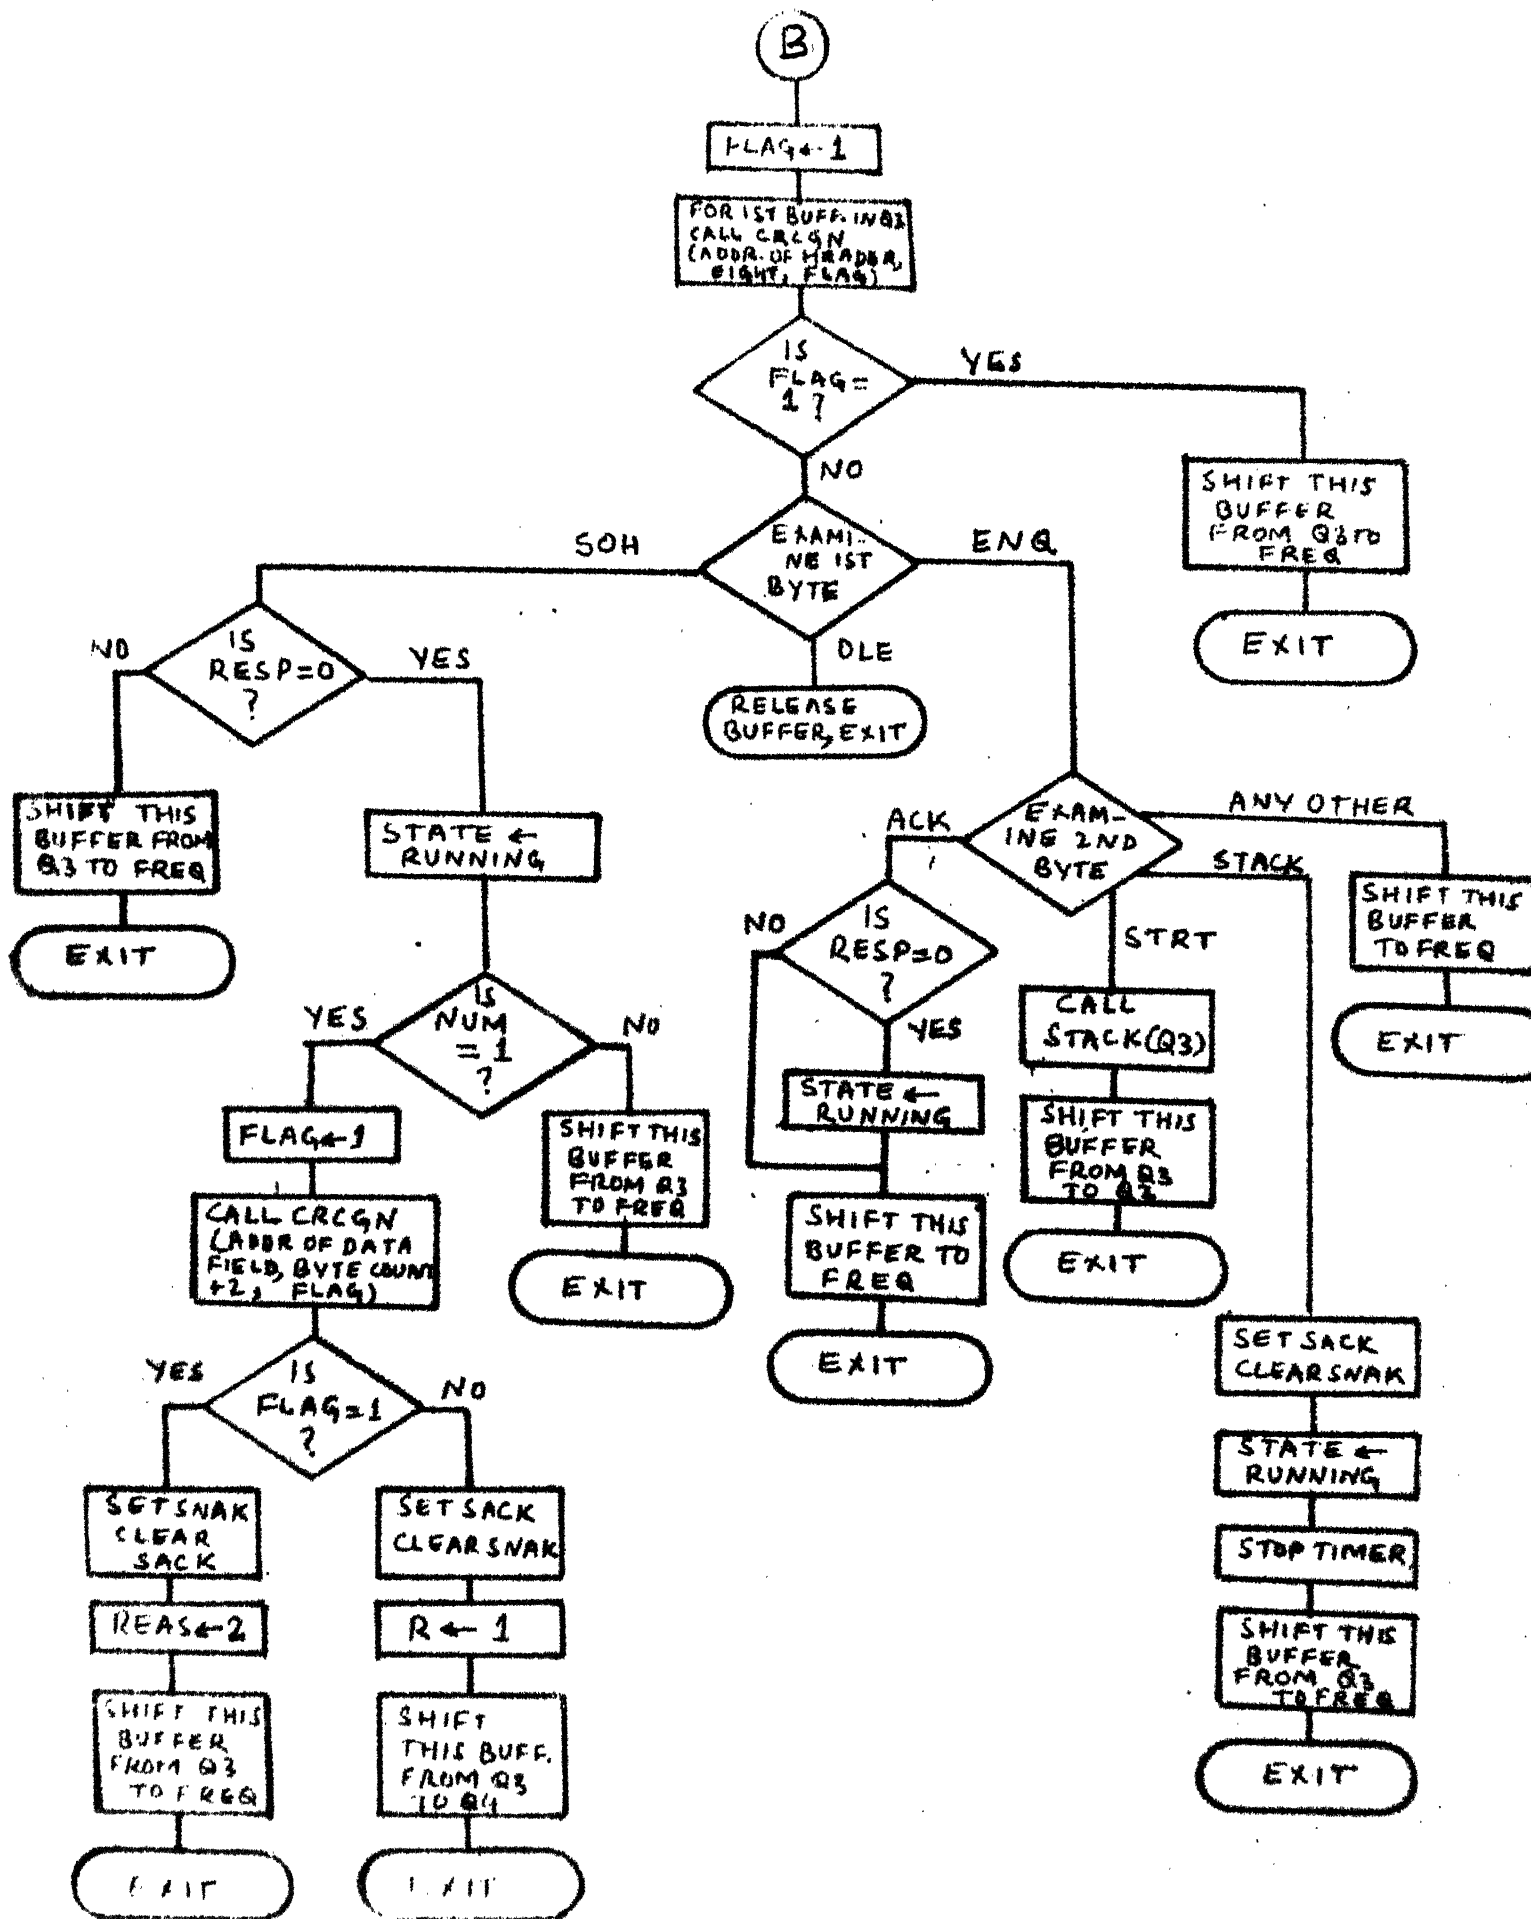 B
FLAG ← 1
FOR 1ST BUFF. IN Q3
CALL CRCGN
(ADDR. OF HEADER,
EIGHT, FLAG)
IS
FLAG=
1 ?
YES
NO
SHIFT THIS
BUFFER
FROM Q3 TO
FREQ
EXIT
EXAMI-
NE 1ST
BYTE
SOH
ENQ
DLE
RELEASE
BUFFER, EXIT
IS
RESP=0
?
NO
YES
SHIFT THIS
BUFFER FROM
Q3 TO FREQ
EXIT
STATE ←
RUNNING
IS
NUM
= 1
?
YES
NO
FLAG←1
SHIFT THIS
BUFFER
FROM Q3
TO FREQ
EXIT
CALL CRCGN
(ADDR OF DATA
FIELD, BYTE COUNT
+2, FLAG)
IS
FLAG=1
?
YES
NO
SET SNAK
CLEAR
SACK
REAS←2
SHIFT THIS
BUFFER
FROM Q3
TO FREQ
EXIT
SET SACK
CLEAR SNAK
R ← 1
SHIFT
THIS BUFF.
FROM Q3
TO Q4
EXIT
EXAM-
INE 2ND
BYTE
ACK
ANY OTHER
STACK
STRT
IS
RESP=0
?
NO
YES
STATE ←
RUNNING
SHIFT THIS
BUFFER TO
FREQ
EXIT
CALL
STACK(Q3)
SHIFT THIS
BUFFER
FROM Q3
TO Q2
EXIT
SHIFT THIS
BUFFER
TO FREQ
EXIT
SET SACK
CLEAR SNAK
STATE ←
RUNNING
STOP TIMER
SHIFT THIS
BUFFER
FROM Q3
TO FREQ
EXIT